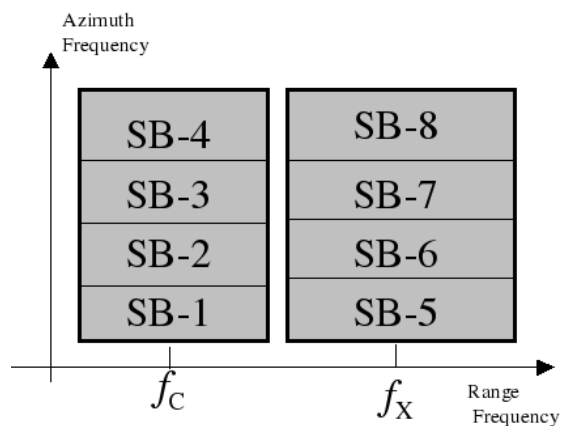 Azimuth
Frequency
SB-4
SB-3
SB-2
SB-1
SB-8
SB-7
SB-6
SB-5
fC
fX
Range
Frequency